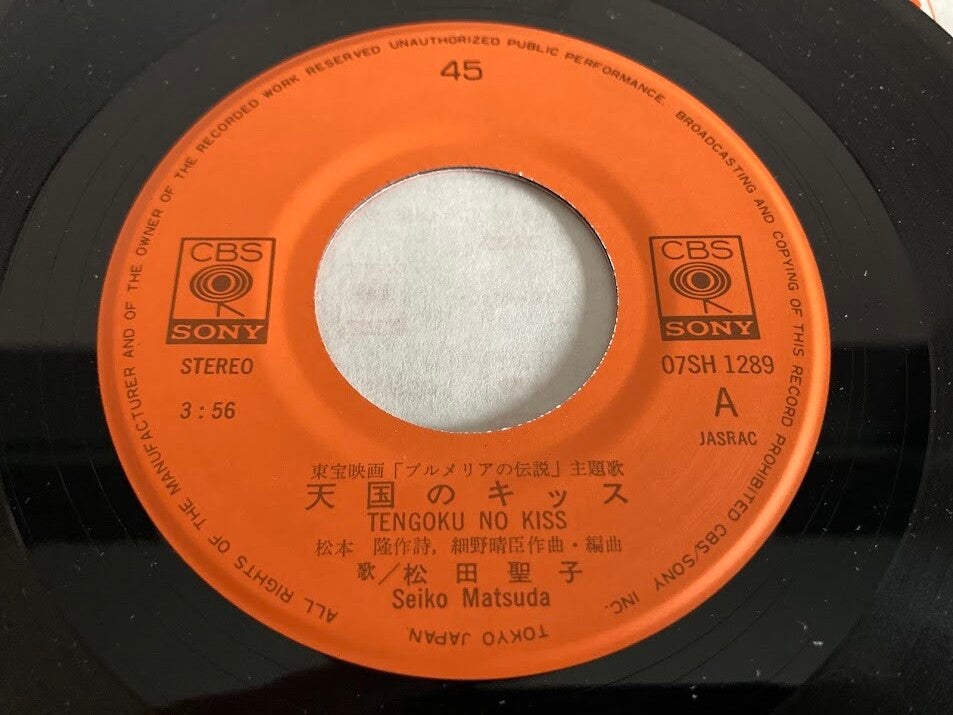 45
ALL RIGHTS OF THE MANUFACTURER AND OF THE OWNER OF THE RECORDED WORK RESERVED UNAUTHORIZED PUBLIC PERFORMANCE. BROADCASTING AND COPYING OF THIS RECORD PROHIBITED CBS/SONY INC.
TOKYO JAPAN.
CBS
SONY
STEREO
3:56
CBS
SONY
07SH 1289
A
JASRAC
東宝映画「プルメリアの伝説」主題歌
天国のキッス
TENGOKU NO KISS
松本 隆作詩, 細野晴臣作曲・編曲
歌/松田聖子
Seiko Matsuda